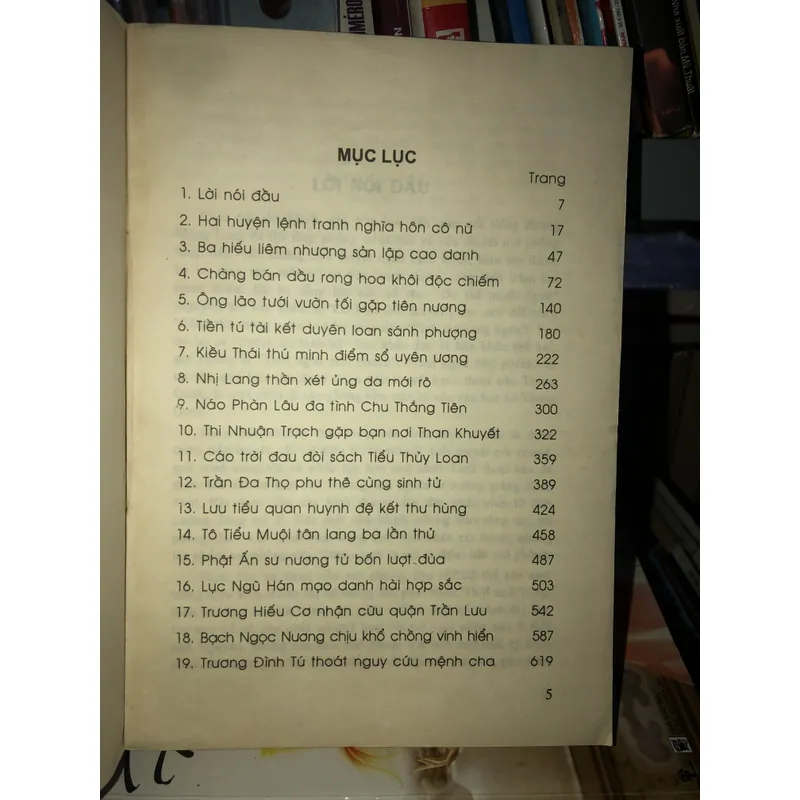 MÉRO
Nhà xuất bản Mỹ Thuật
MỤC LỤC
Trang
1. Lời nói đầu 7
2. Hai huyện lệnh tranh nghĩa hôn cô nữ 17
3. Ba hiếu liêm nhượng sản lập cao danh 47
4. Chàng bán dầu rong hoa khôi độc chiếm 72
5. Ông lão tưới vườn tối gặp tiên nương 140
6. Tiền tú tài kết duyên loan sánh phượng 180
7. Kiều Thái thú minh điểm sổ uyên ương 222
8. Nhị Lang thần xét ủng da mới rõ 263
9. Náo Phàn Lâu đa tình Chu Thắng Tiên 300
10. Thi Nhuận Trạch gặp bạn nơi Than Khuyết 322
11. Cáo trời đau đòi sách Tiểu Thủy Loan 359
12. Trần Đa Thọ phu thê cùng sinh tử 389
13. Lưu tiểu quan huynh đệ kết thư hùng 424
14. Tô Tiểu Muội tân lang ba lần thử 458
15. Phật Ấn sư nương tử bốn lượt đùa 487
16. Lục Ngũ Hán mạo danh hài hợp sắc 503
17. Trương Hiếu Cơ nhận cữu quận Trần Lưu 542
18. Bạch Ngọc Nương chịu khổ chồng vinh hiển 587
19. Trương Đình Tú thoát nguy cứu mệnh cha 619
5